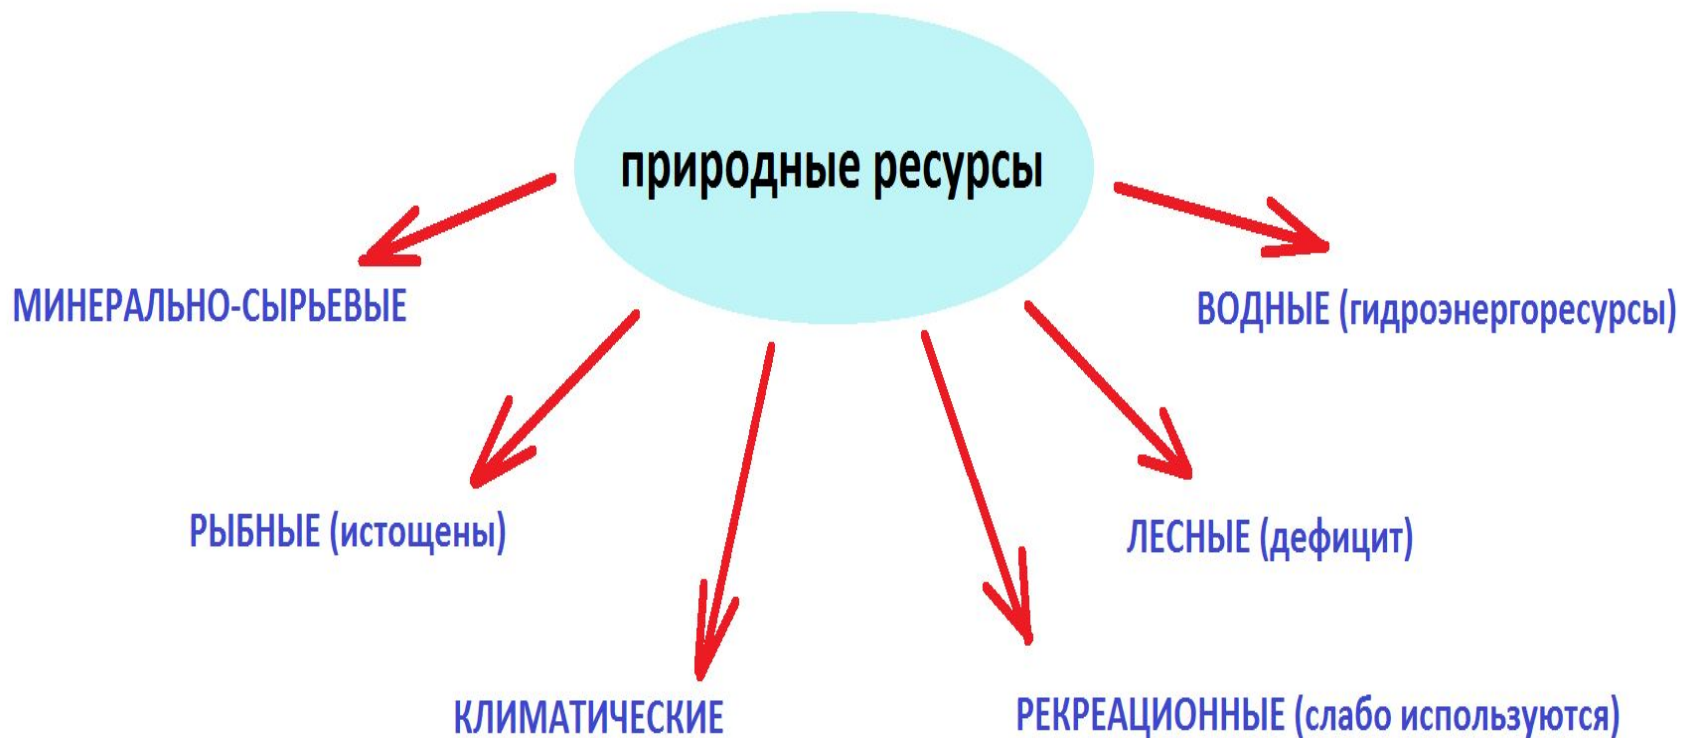 природные ресурсы
МИНЕРАЛЬНО-СЫРЬЕВЫЕ
ВОДНЫЕ (гидроэнергоресурсы)
РЫБНЫЕ (истощены)
ЛЕСНЫЕ (дефицит)
КЛИМАТИЧЕСКИЕ
РЕКРЕАЦИОННЫЕ (слабо используются)